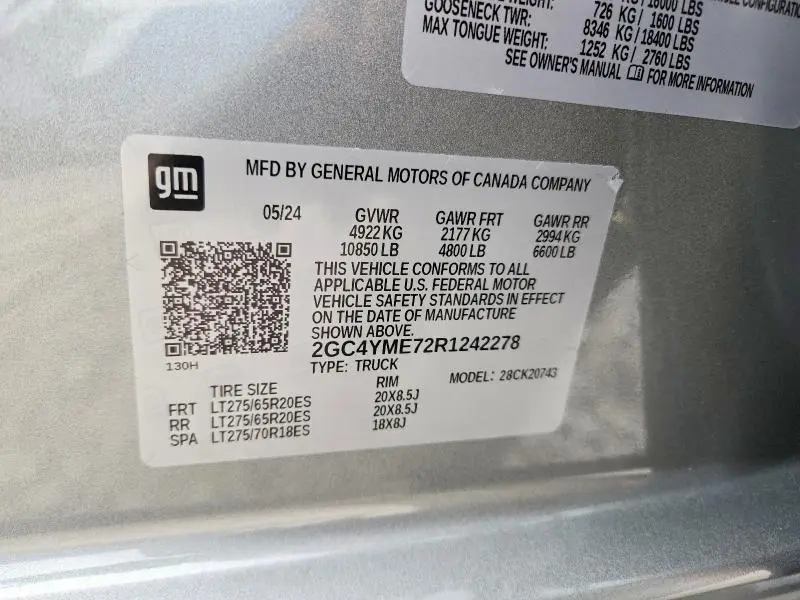 KG / 16000 LBS
726 KG / 1600 LBS
GOOSENECK TWR: 8346 KG / 18400 LBS
MAX TONGUE WEIGHT: 1252 KG / 2760 LBS
SEE OWNER'S MANUAL FOR MORE INFORMATION
gm
MFD BY GENERAL MOTORS OF CANADA COMPANY
05/24 GVWR GAWR FRT GAWR RR
4922 KG 2177 KG 2994 KG
10850 LB 4800 LB 6600 LB
THIS VEHICLE CONFORMS TO ALL
APPLICABLE U.S. FEDERAL MOTOR
VEHICLE SAFETY STANDARDS IN EFFECT
ON THE DATE OF MANUFACTURE
SHOWN ABOVE.
2GC4YME72R1242278
130H
TYPE: TRUCK MODEL: 28CK20743
TIRE SIZE RIM
FRT LT275/65R20ES 20X8.5J
RR LT275/65R20ES 20X8.5J
SPA LT275/70R18ES 18X8J